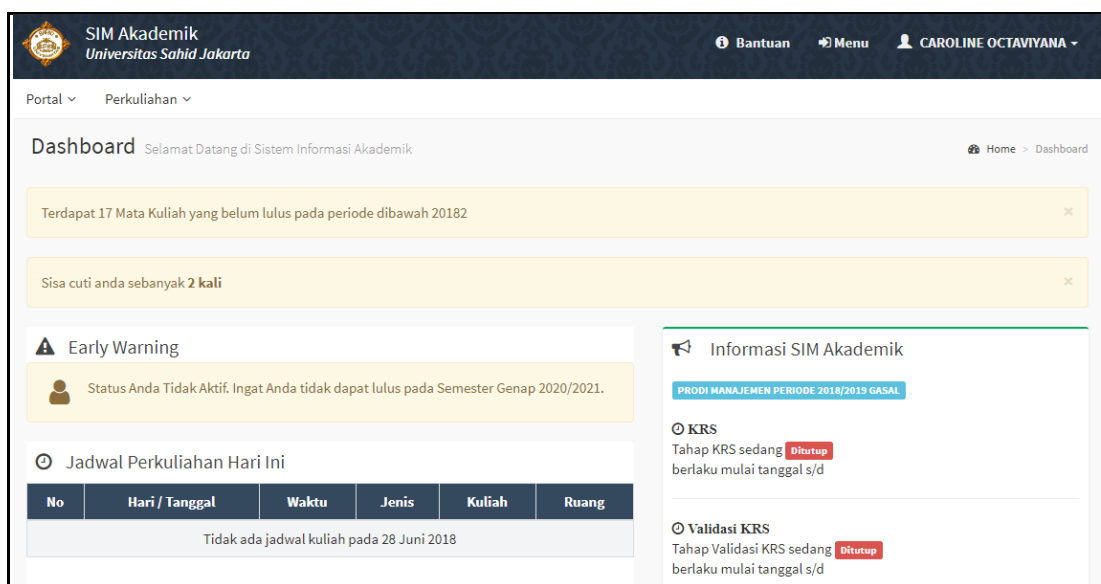 SIM Akademik
Universitas Sahid Jakarta
Bantuan
Menu
CAROLINE OCTAVIYANA
Portal
Perkuliahan
Dashboard Selamat Datang di Sistem Informasi Akademik
Home > Dashboard
Terdapat 17 Mata Kuliah yang belum lulus pada periode dibawah 20182
Sisa cuti anda sebanyak 2 kali
Early Warning
Status Anda Tidak Aktif. Ingat Anda tidak dapat lulus pada Semester Genap 2020/2021.
Jadwal Perkuliahan Hari Ini
No Hari / Tanggal Waktu Jenis Kuliah Ruang
Tidak ada jadwal kuliah pada 28 Juni 2018
Informasi SIM Akademik
PRODI MANAJEMEN PERIODE 2018/2019 GASAL
KRS
Tahap KRS sedang Ditutup
berlaku mulai tanggal s/d
Validasi KRS
Tahap Validasi KRS sedang Ditutup
berlaku mulai tanggal s/d